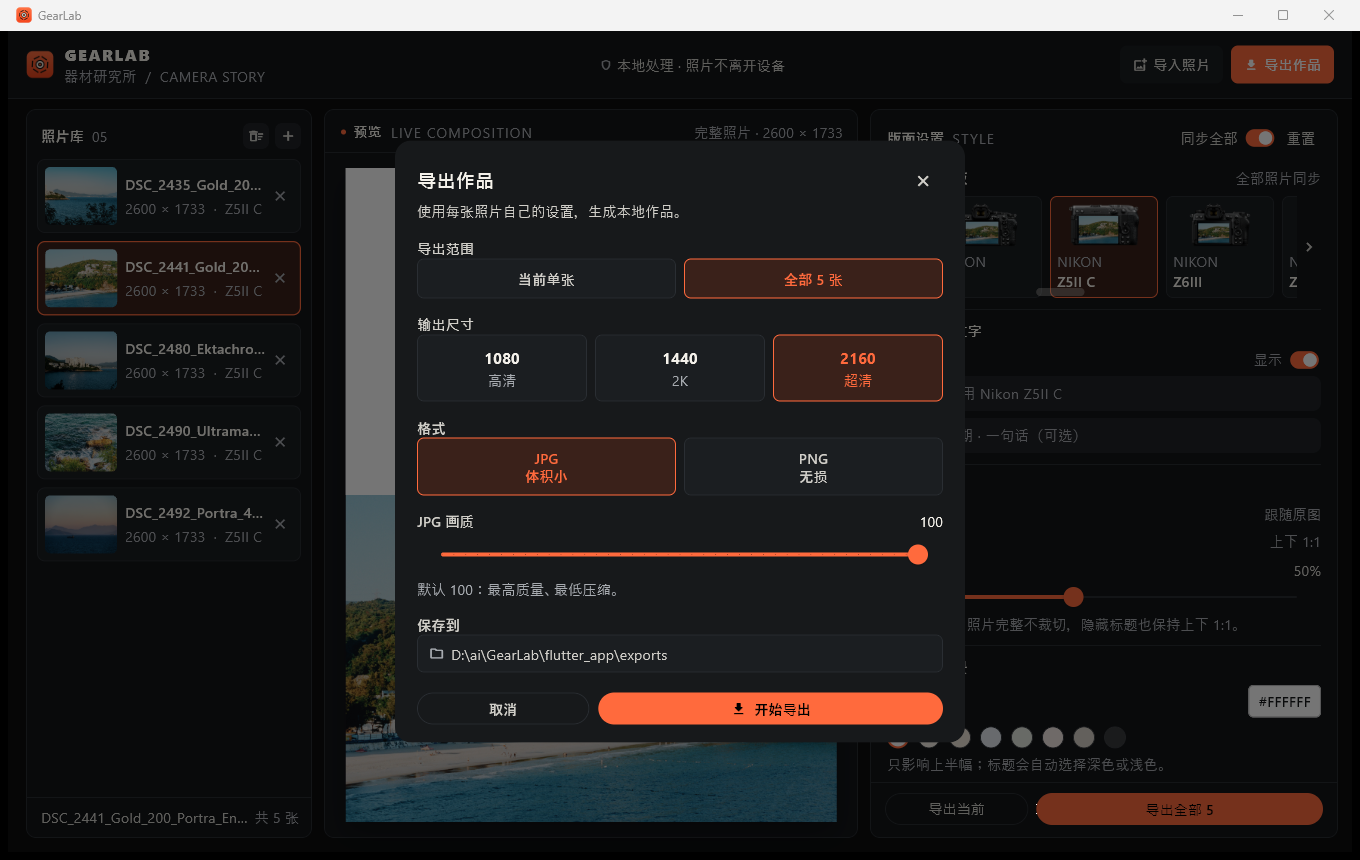 GearLab
GEARLAB
器材研究所 / CAMERA STORY
本地处理 · 照片不离开设备
导入照片
导出作品
照片库 05
DSC_2435_Gold_20...
2600 × 1733 · Z5II C
DSC_2441_Gold_20...
2600 × 1733 · Z5II C
DSC_2480_Ektachro...
2600 × 1733 · Z5II C
DSC_2490_Ultrama...
2600 × 1733 · Z5II C
DSC_2492_Portra_4...
2600 × 1733 · Z5II C
DSC_2441_Gold_200_Portra_En... 共 5 张
预览 LIVE COMPOSITION
完整照片 · 2600 × 1733
导出作品
使用每张照片自己的设置，生成本地作品。
导出范围
当前单张
全部 5 张
输出尺寸
1080
高清
1440
2K
2160
超清
格式
JPG
体积小
PNG
无损
JPG 画质
100
默认 100：最高质量、最低压缩。
保存到
D:\ai\GearLab\flutter_app\exports
取消
开始导出
版面设置 STYLE
同步全部
重置
全部照片同步
ON
NIKON
Z5II C
NIKON
Z6III
N
Z
字
显示
用 Nikon Z5II C
期 · 一句话（可选）
跟随原图
上下 1:1
50%
照片完整不裁切，隐藏标题也保持上下 1:1。
#FFFFFF
只影响上半幅；标题会自动选择深色或浅色。
导出当前
导出全部 5